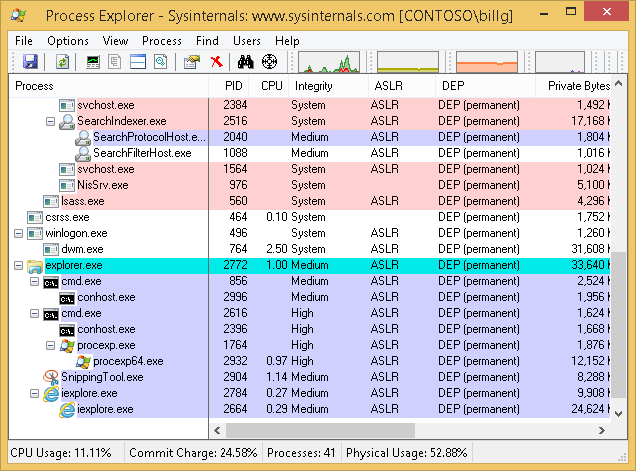 Process Explorer - Sysinternals: www.sysinternals.com [CONTOSO\billg]
File Options View Process Find Users Help
Process PID CPU Integrity ASLR DEP Private Bytes
svchost.exe 2384 System ASLR DEP (permanent) 1,492 K
SearchIndexer.exe 2516 System ASLR DEP (permanent) 17,168 K
SearchProtocolHost.e... 2040 Medium ASLR DEP (permanent) 1,804 K
SearchFilterHost.exe 1088 Medium ASLR DEP (permanent) 1,016 K
svchost.exe 1564 System ASLR DEP (permanent) 1,024 K
NisSrv.exe 976 System ASLR DEP (permanent) 5,100 K
lsass.exe 560 System ASLR DEP (permanent) 4,296 K
csrss.exe 464 0.10 System ASLR DEP (permanent) 1,752 K
winlogon.exe 496 System ASLR DEP (permanent) 1,260 K
dwm.exe 764 2.50 System ASLR DEP (permanent) 31,608 K
explorer.exe 2772 1.00 Medium ASLR DEP (permanent) 33,640 K
C:\. cmd.exe 856 Medium ASLR DEP (permanent) 2,524 K
C:\. conhost.exe 2996 Medium ASLR DEP (permanent) 1,956 K
C:\. cmd.exe 2616 High ASLR DEP (permanent) 1,624 K
C:\. conhost.exe 2396 High ASLR DEP (permanent) 1,668 K
procexp.exe 1764 High ASLR DEP (permanent) 1,876 K
procexp64.exe 2932 0.97 High ASLR DEP (permanent) 12,152 K
SnippingTool.exe 2904 1.14 Medium ASLR DEP (permanent) 8,288 K
iexplore.exe 2784 0.27 Medium ASLR DEP (permanent) 9,908 K
iexplore.exe 2664 0.29 Medium ASLR DEP (permanent) 24,624 K
CPU Usage: 11.11% Commit Charge: 24.58% Processes: 41 Physical Usage: 52.88%